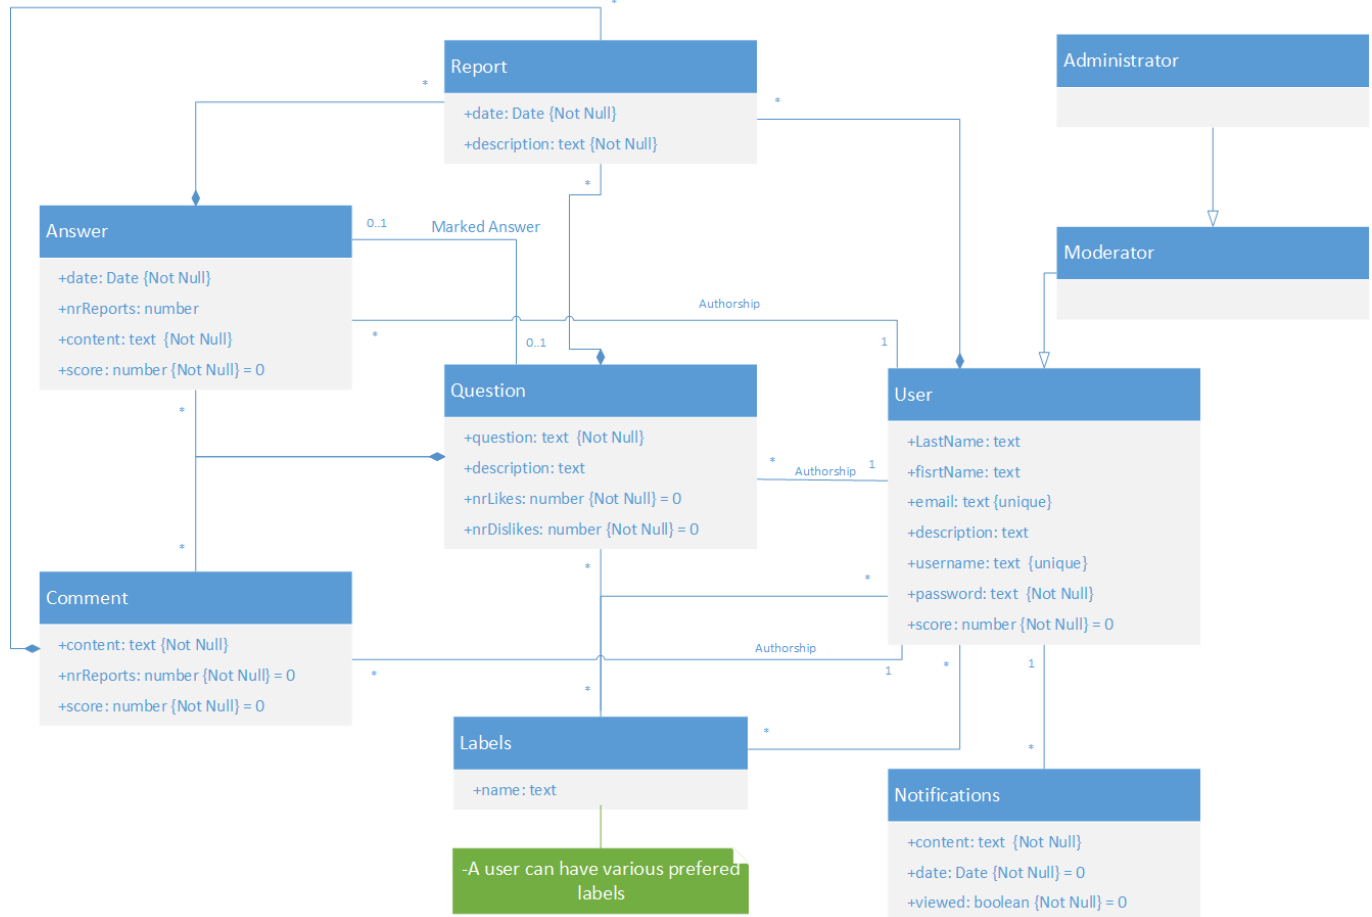 *
Report
+date: Date {Not Null}
+description: text {Not Null}
*
*
*
Administrator
Moderator
Answer
+date: Date {Not Null}
+nrReports: number
+content: text {Not Null}
+score: number {Not Null} = 0
0..1
Marked Answer
0..1
Authorship
*
1
*
Question
+question: text {Not Null}
+description: text
+nrLikes: number {Not Null} = 0
+nrDislikes: number {Not Null} = 0
*
Authorship
1
User
+LastName: text
+fisrtName: text
+email: text {unique}
+description: text
+username: text {unique}
+password: text {Not Null}
+score: number {Not Null} = 0
*
*
*
Comment
+content: text {Not Null}
+nrReports: number {Not Null} = 0
+score: number {Not Null} = 0
*
Authorship
1
*
1
*
*
*
Labels
+name: text
-A user can have various prefered
labels
Notifications
+content: text {Not Null}
+date: Date {Not Null} = 0
+viewed: boolean {Not Null} = 0